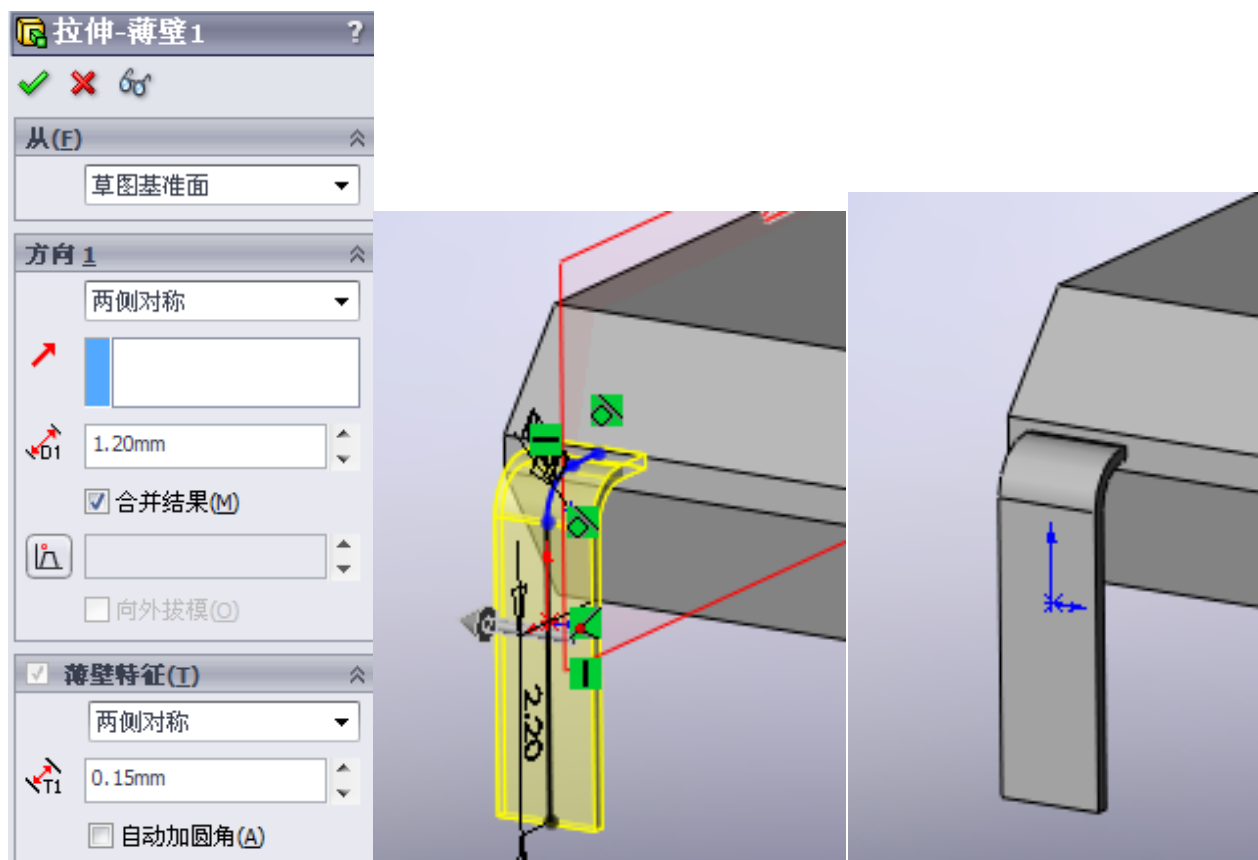 拉伸-薄壁1 ?
从(F)
草图基准面
方向 1
两侧对称
D1 1.20mm
合并结果(M)
向外拔模(O)
薄壁特征(T)
两侧对称
T1 0.15mm
自动加圆角(A)
2.20